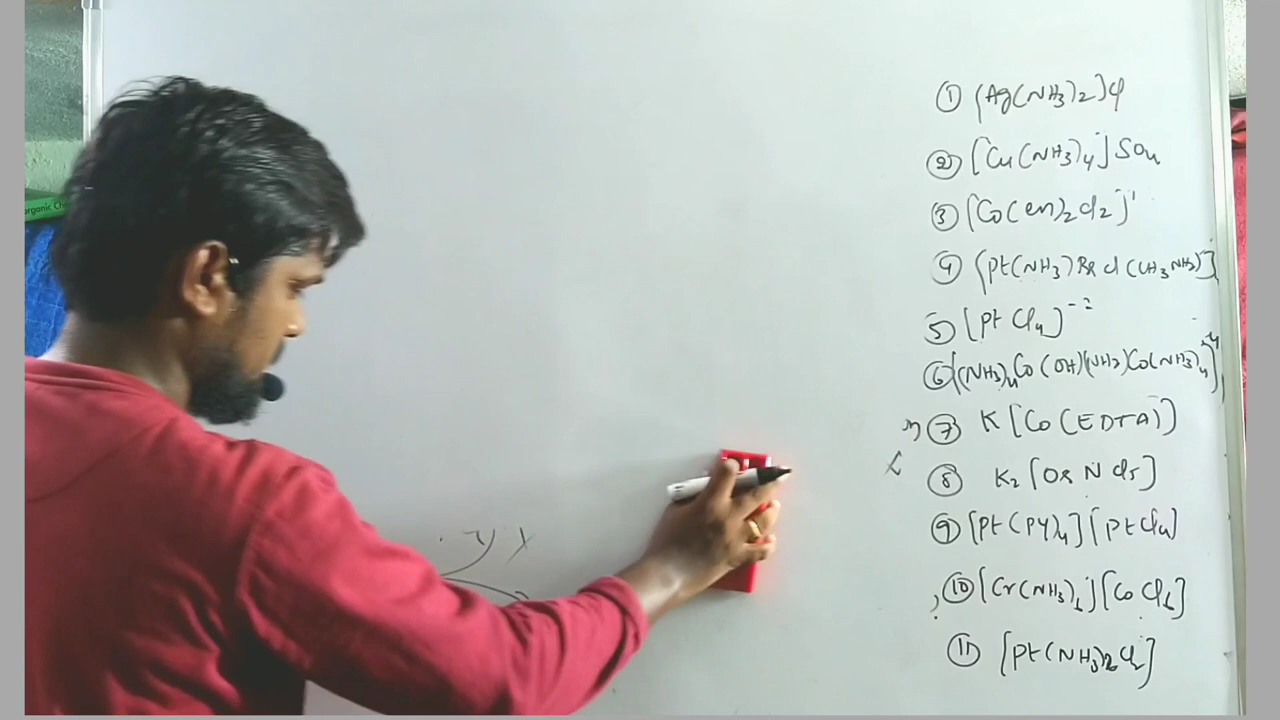 organic Ch
① [Ag(NH3)2]Cl
② [Cu(NH3)4]SO4
③ [Co(en)2Cl2]'
④ [Pt(NH3)BrCl(CH3NH2)]
⑤ [PtCl4]-2
⑥ [(NH3)4Co(OH)(NH2)Co(NH3)4]4
⑦ K[Co(EDTA)]
⑧ K2[OsNCl5]
⑨ [Pt(PY)4][PtCl4]
⑩ [Cr(NH3)6][CoCl6]
⑪ [Pt(NH3)2Cl2]